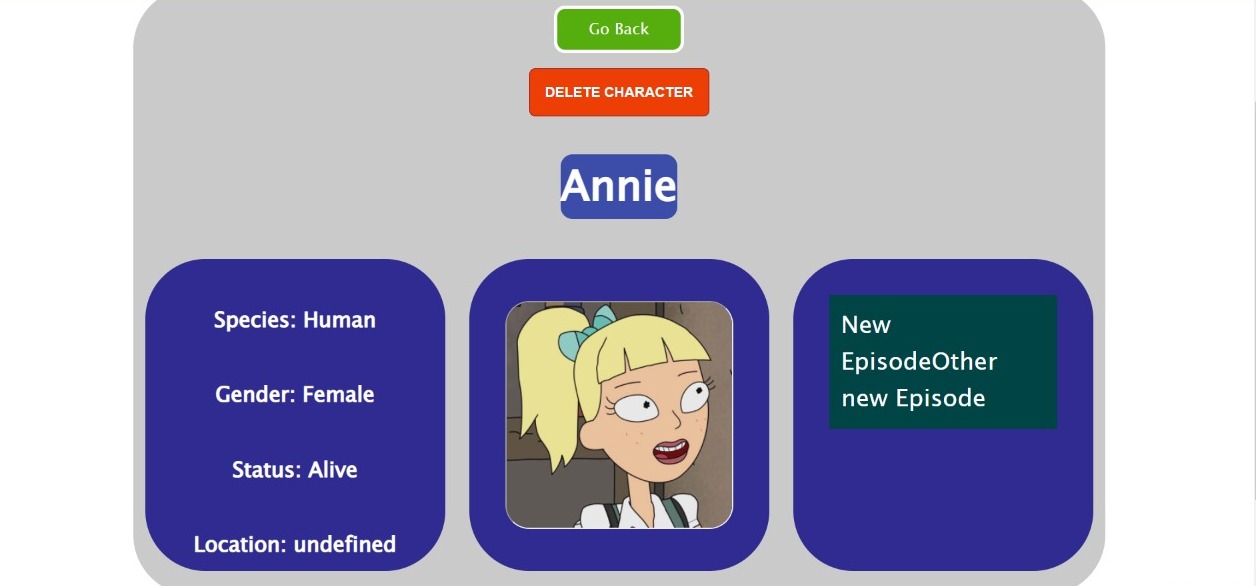 Go Back
DELETE CHARACTER
Annie
Species: Human
Gender: Female
Status: Alive
Location: undefined
New
EpisodeOther
new Episode